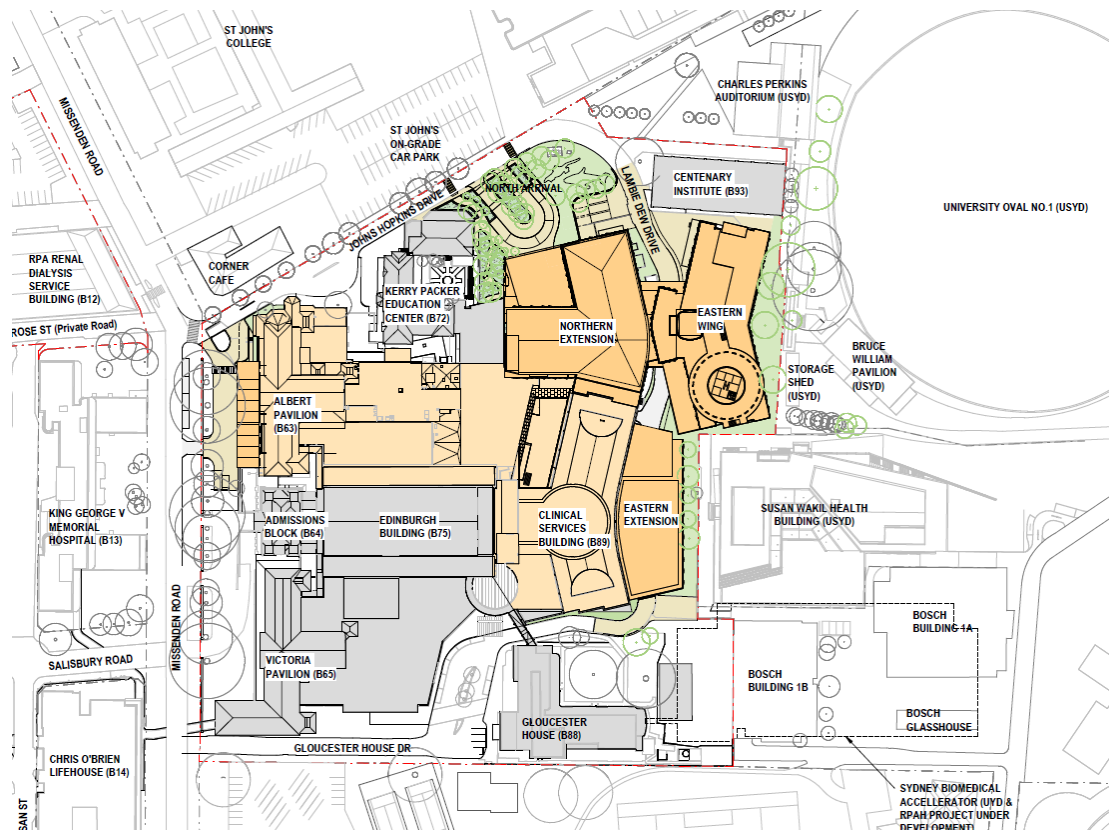 ST JOHN'S
COLLEGE
MISSENDEN ROAD
CHARLES PERKINS
AUDITORIUM (USYD)
ST JOHN'S
ON-GRADE
CAR PARK
NORTH ARRIVAL
LAMBIE DEW DRIVE
CENTENARY
INSTITUTE (B93)
UNIVERSITY OVAL NO.1 (USYD)
JOHNS HOPKINS DRIVE
RPA RENAL
DIALYSIS
SERVICE
BUILDING (B12)
CORNER
CAFE
KERRY PACKER
EDUCATION
CENTER (B72)
ROSE ST (Private Road)
NORTHERN
EXTENSION
EASTERN
WING
BRUCE
WILLIAM
PAVILION
(USYD)
STORAGE
SHED
(USYD)
ALBERT
PAVILION
(B63)
KING GEORGE V
MEMORIAL
HOSPITAL (B13)
ADMISSIONS
BLOCK (B64)
EDINBURGH
BUILDING (B75)
CLINICAL
SERVICES
BUILDING (B89)
EASTERN
EXTENSION
SUSAN WAKIL HEALTH
BUILDING (USYD)
MISSENDEN ROAD
SALISBURY ROAD
VICTORIA
PAVILION (B65)
BOSCH
BUILDING 1A
BOSCH
BUILDING 1B
BOSCH
GLASSHOUSE
GLOUCESTER
HOUSE (B88)
GLOUCESTER HOUSE DR
CHRIS O'BRIEN
LIFEHOUSE (B14)
SAN ST
SYDNEY BIOMEDICAL
ACCELLERATOR (UYD &
RPAH PROJECT UNDER
DEVELOPMENT)